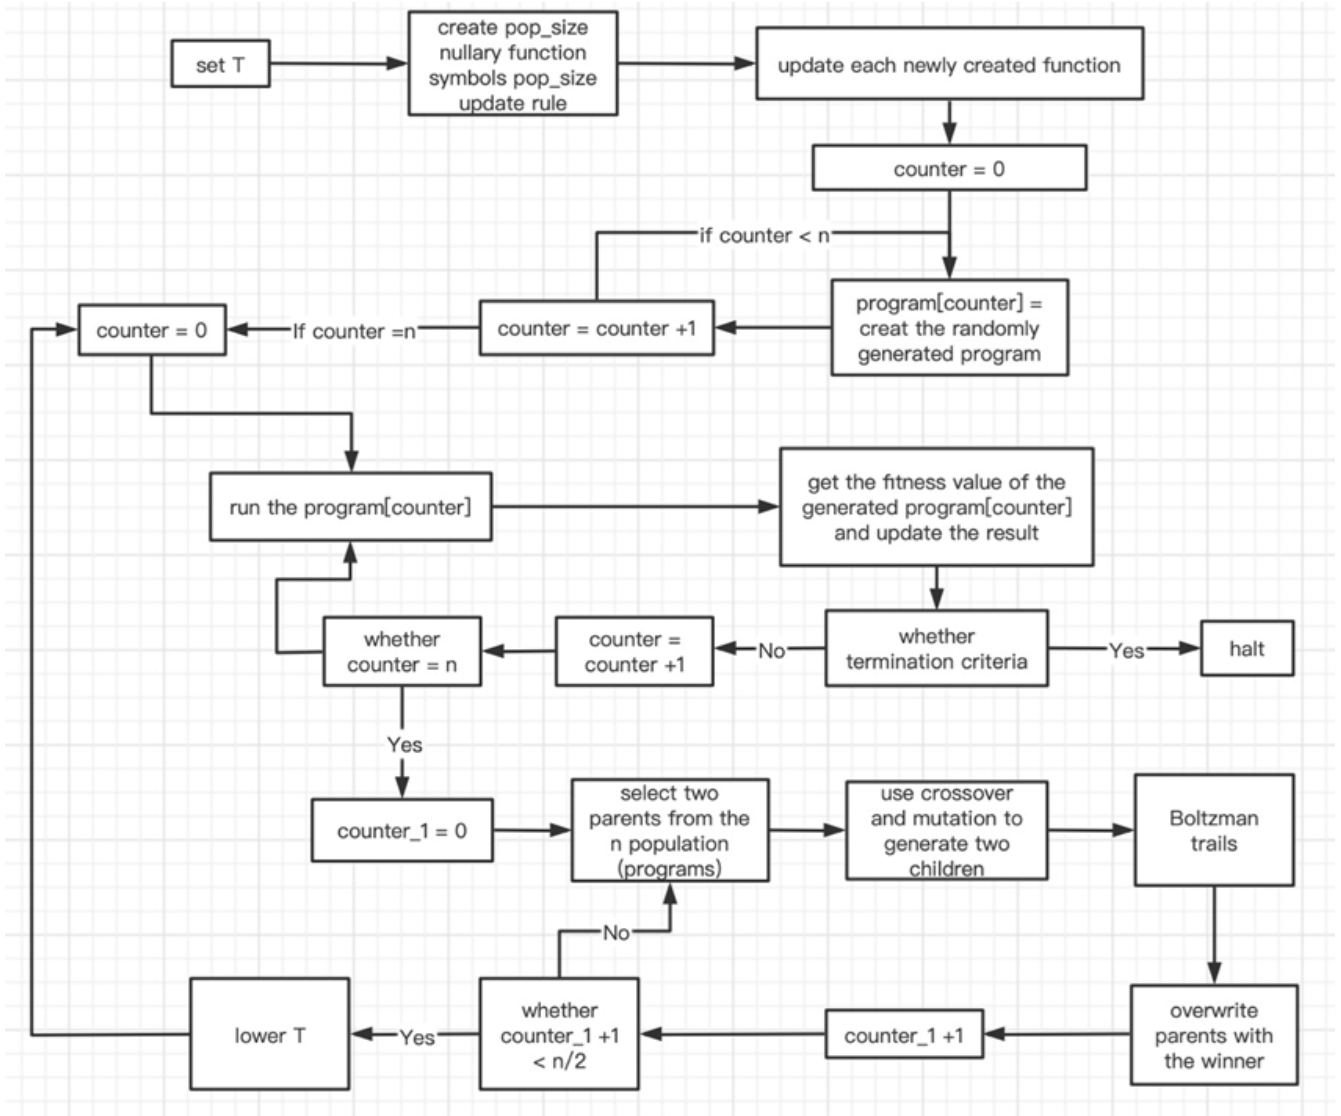 set T
create pop_size
nullary function
symbols pop_size
update rule
update each newly created function
counter = 0
if counter < n
program[counter] =
creat the randomly
generated program
counter = counter +1
If counter =n
counter = 0
run the program[counter]
get the fitness value of the
generated program[counter]
and update the result
whether
termination criteria
Yes
halt
No
counter =
counter +1
whether
counter = n
Yes
counter_1 = 0
select two
parents from the
n population
(programs)
use crossover
and mutation to
generate two
children
Boltzman
trails
overwrite
parents with
the winner
counter_1 +1
whether
counter_1 +1
< n/2
No
Yes
lower T